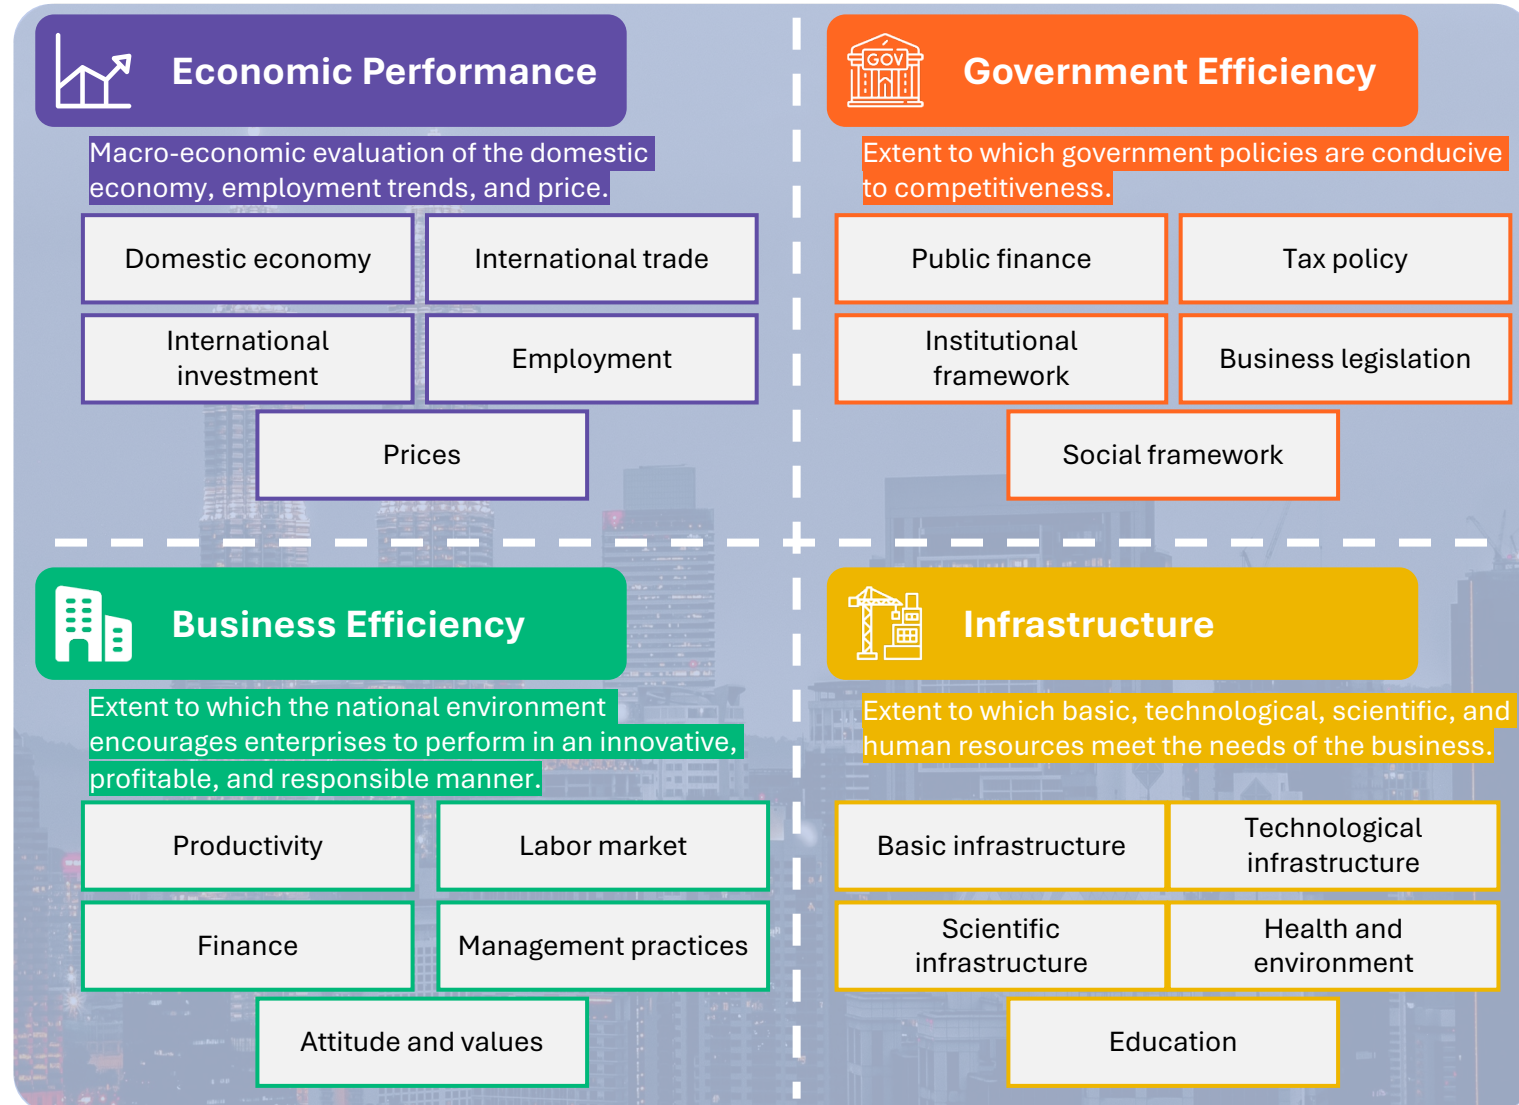 Economic Performance
Macro-economic evaluation of the domestic
economy, employment trends, and price.
Domestic economy
International trade
International
investment
Employment
Prices
GOV
Government Efficiency
Extent to which government policies are conducive
to competitiveness.
Public finance
Tax policy
Institutional
framework
Business legislation
Social framework
Business Efficiency
Extent to which the national environment
encourages enterprises to perform in an innovative,
profitable, and responsible manner.
Productivity
Labor market
Finance
Management practices
Attitude and values
Infrastructure
Extent to which basic, technological, scientific, and
human resources meet the needs of the business.
Basic infrastructure
Technological
infrastructure
Scientific
infrastructure
Health and
environment
Education